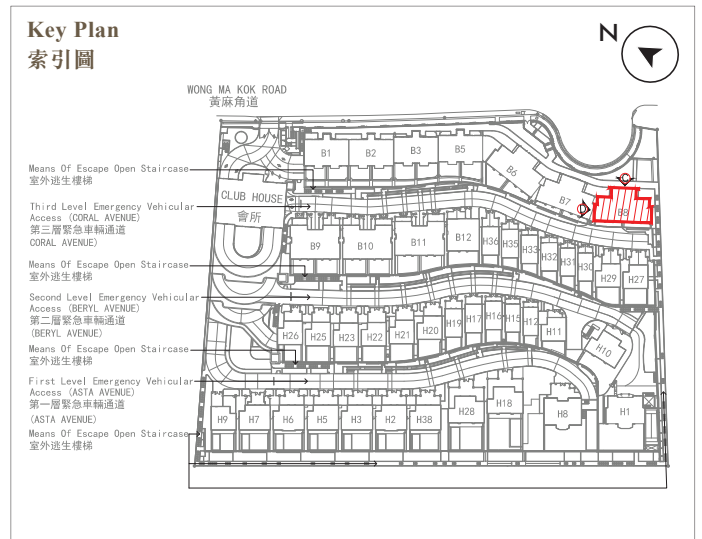 Key Plan
索引圖
N
WONG MA KOK ROAD
黃麻角道
B1
B2
B3
B5
B6
B7
B8
Means Of Escape Open Staircase
室外逃生樓梯
CLUB HOUSE
會所
Third Level Emergency Vehicular
Access (CORAL AVENUE)
第三層緊急車輛通道
CORAL AVENUE)
B9
B10
B11
B12
H36
H35
H33
H32
H31
H30
H29
H27
Means Of Escape Open Staircase
室外逃生樓梯
Second Level Emergency Vehicular
Access (BERYL AVENUE)
第二層緊急車輛通道
(BERYL AVENUE)
H26
H25
H23
H22
H21
H20
H19
H17
H16
H15
H12
H11
H10
Means Of Escape Open Staircase
室外逃生樓梯
First Level Emergency Vehicular
Access (ASTA AVENUE)
第一層緊急車輛通道
(ASTA AVENUE)
H9
H7
H6
H5
H3
H2
H38
H28
H18
H8
H1
Means Of Escape Open Staircase
室外逃生樓梯